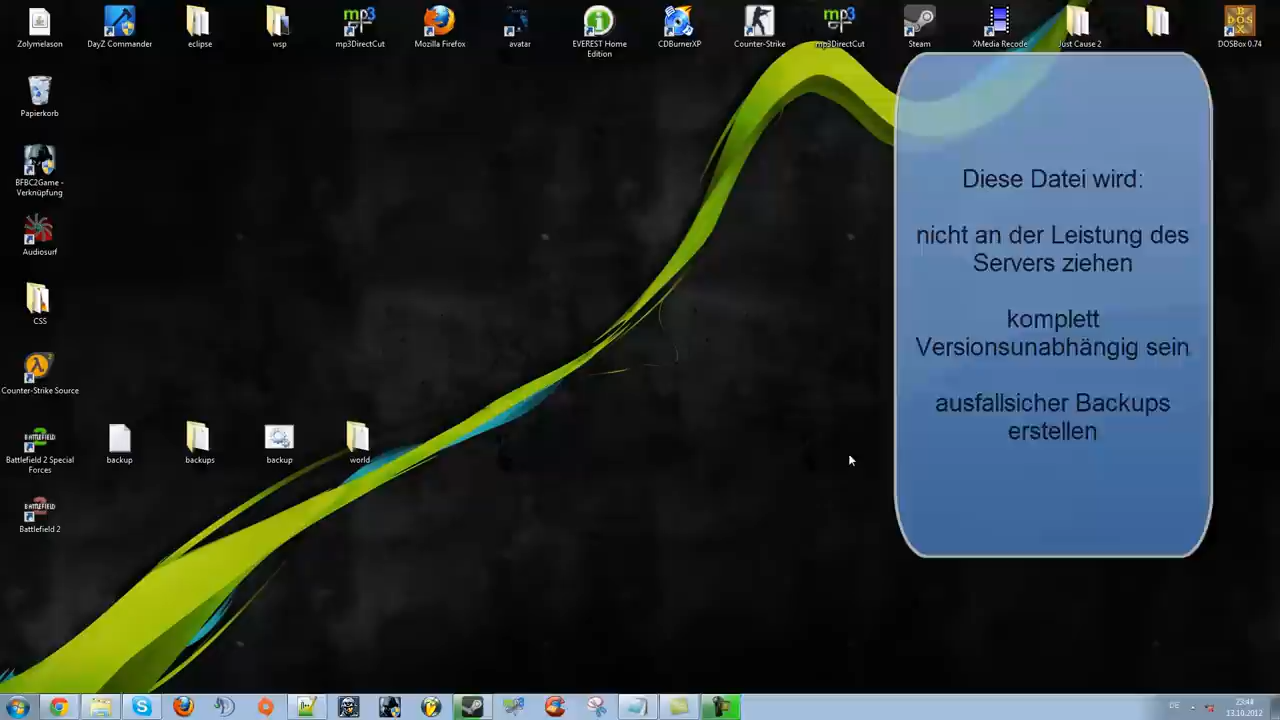 Zolymelason
DayZ Commander
eclipse
wsp
mp3DirectCut
Mozilla Firefox
avatar
EVEREST Home
Edition
CDBurnerXP
Counter-Strike
mp3DirectCut
Steam
XMedia Recode
Just Cause 2
DOSBox 0.74
Papierkorb
BFBC2Game -
Verknüpfung
Audiosurf
CSS
Counter-Strike Source
Battlefield 2 Special
Forces
backup
backups
backup
world
Battlefield 2
Diese Datei wird:
nicht an der Leistung des
Servers ziehen
komplett
Versionsunabhängig sein
ausfallsicher Backups
erstellen
DE
13.10.2012